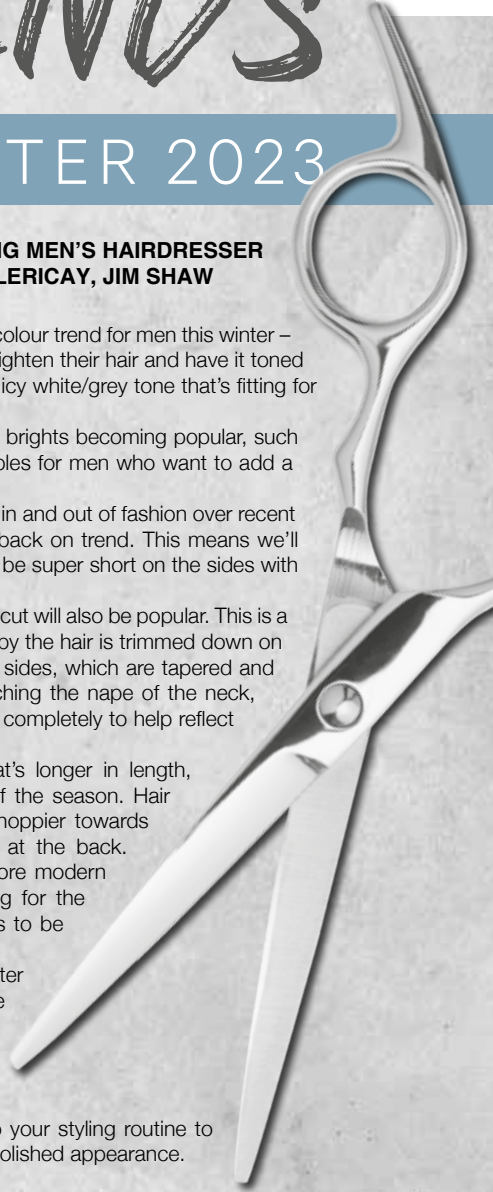 NDS
TER 2023
G MEN'S HAIRDRESSER
LERICAY, JIM SHAW
colour trend for men this winter –
ighten their hair and have it toned
icy white/grey tone that's fitting for
brights becoming popular, such
ples for men who want to add a
in and out of fashion over recent
back on trend. This means we'll
be super short on the sides with
cut will also be popular. This is a
by the hair is trimmed down on
sides, which are tapered and
ching the nape of the neck,
completely to help reflect
at's longer in length,
f the season. Hair
hoppier towards
at the back.
ore modern
g for the
s to be
ter
e
o your styling routine to
olished appearance.